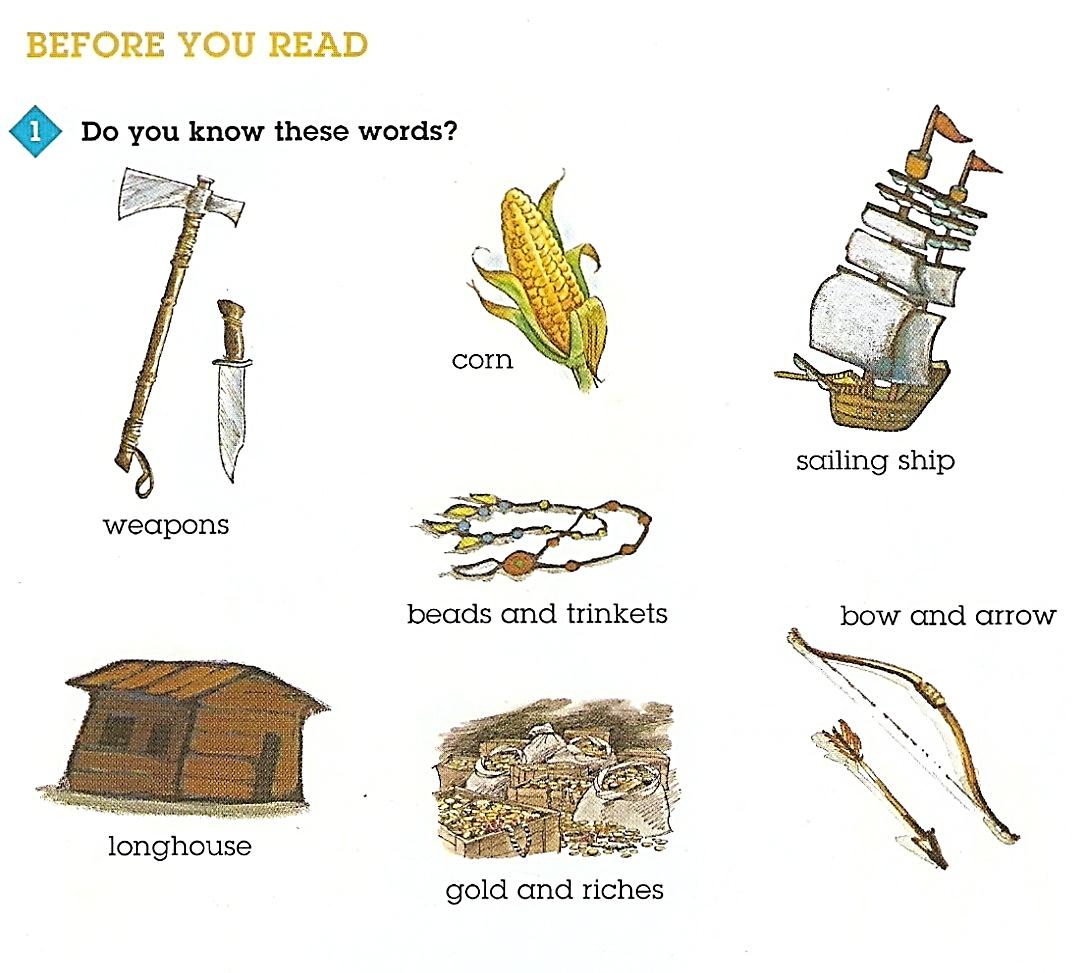 BEFORE YOU READ
1 Do you know these words?
weapons
corn
sailing ship
beads and trinkets
bow and arrow
longhouse
gold and riches